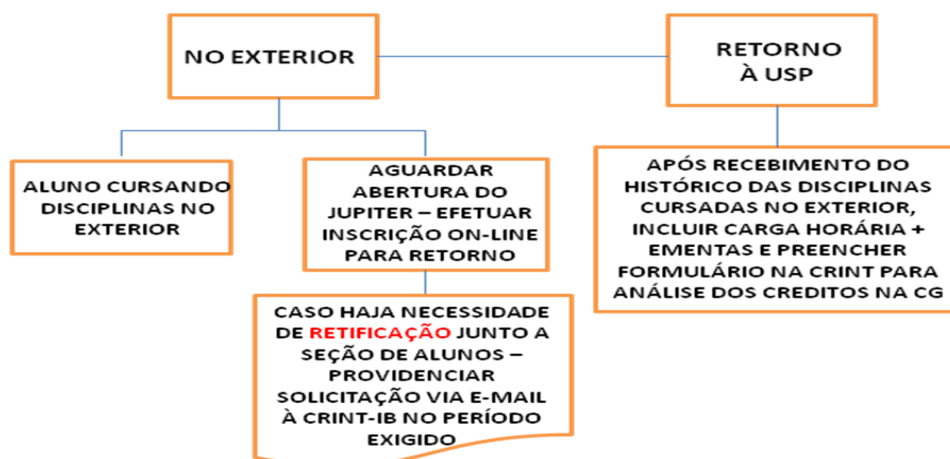 NO EXTERIOR
RETORNO
À USP
ALUNO CURSANDO
DISCIPLINAS NO
EXTERIOR
AGUARDAR
ABERTURA DO
JUPITER – EFETUAR
INSCRIÇÃO ON-LINE
PARA RETORNO
CASO HAJA NECESSIDADE
DE RETIFICAÇÃO JUNTO A
SEÇÃO DE ALUNOS –
PROVIDENCIAR
SOLICITAÇÃO VIA E-MAIL
À CRINT-IB NO PERÍODO
EXIGIDO
APÓS RECEBIMENTO DO
HISTÓRICO DAS DISCIPLINAS
CURSADAS NO EXTERIOR,
INCLUIR CARGA HORÁRIA +
EMENTAS E PREENCHER
FORMULÁRIO NA CRINT PARA
ANÁLISE DOS CREDITOS NA CG